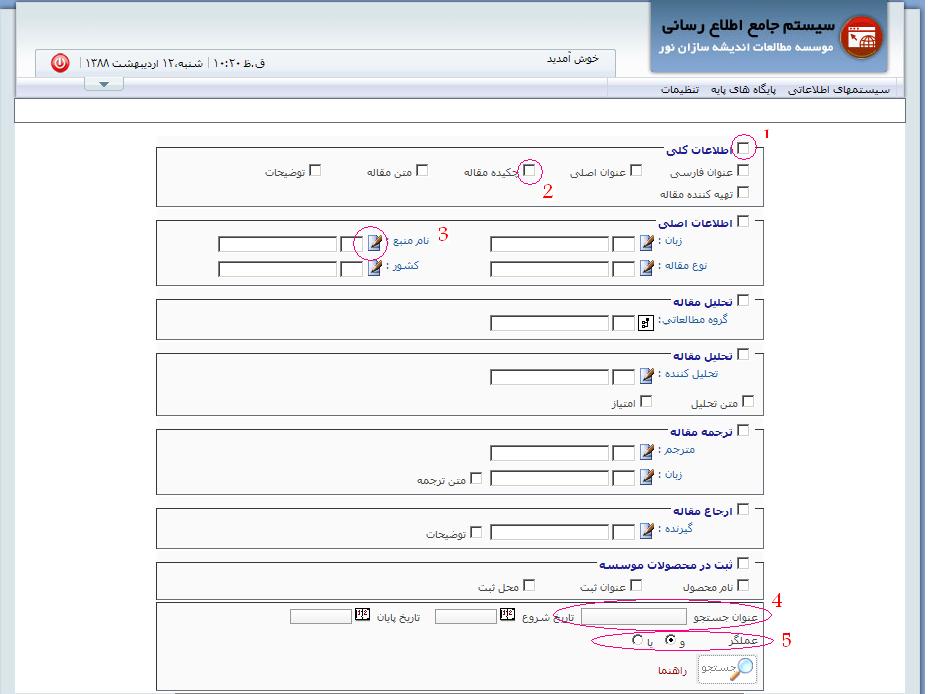 سیستم جامع اطلاع رسانی
موسسه مطالعات اندیشه سازان نور
خوش آمدید
ق.ظ ۱۰:۲۰ | شنبه،۱۲ اردیبهشت ۱۳۸۸
سیستمهای اطلاعاتی پایگاه های پایه تنظیمات
1
اطلاعات کلی
عنوان فارسی عنوان اصلی چکیده مقاله متن مقاله توضیحات
2
تهیه کننده مقاله
اطلاعات اصلی
زبان : نام منبع : 3
نوع مقاله : کشور :
تحلیل مقاله
گروه مطالعاتی:
تحلیل مقاله
تحلیل کننده :
متن تحلیل امتیاز
ترجمه مقاله
مترجم :
زبان : متن ترجمه
ارجاع مقاله
گیرنده : توضیحات
ثبت در محصولات موسسه
نام محصول عنوان ثبت محل ثبت
4
عنوان جستجو تاریخ شروع تاریخ پایان
عملگر و یا 5
جستجو راهنما